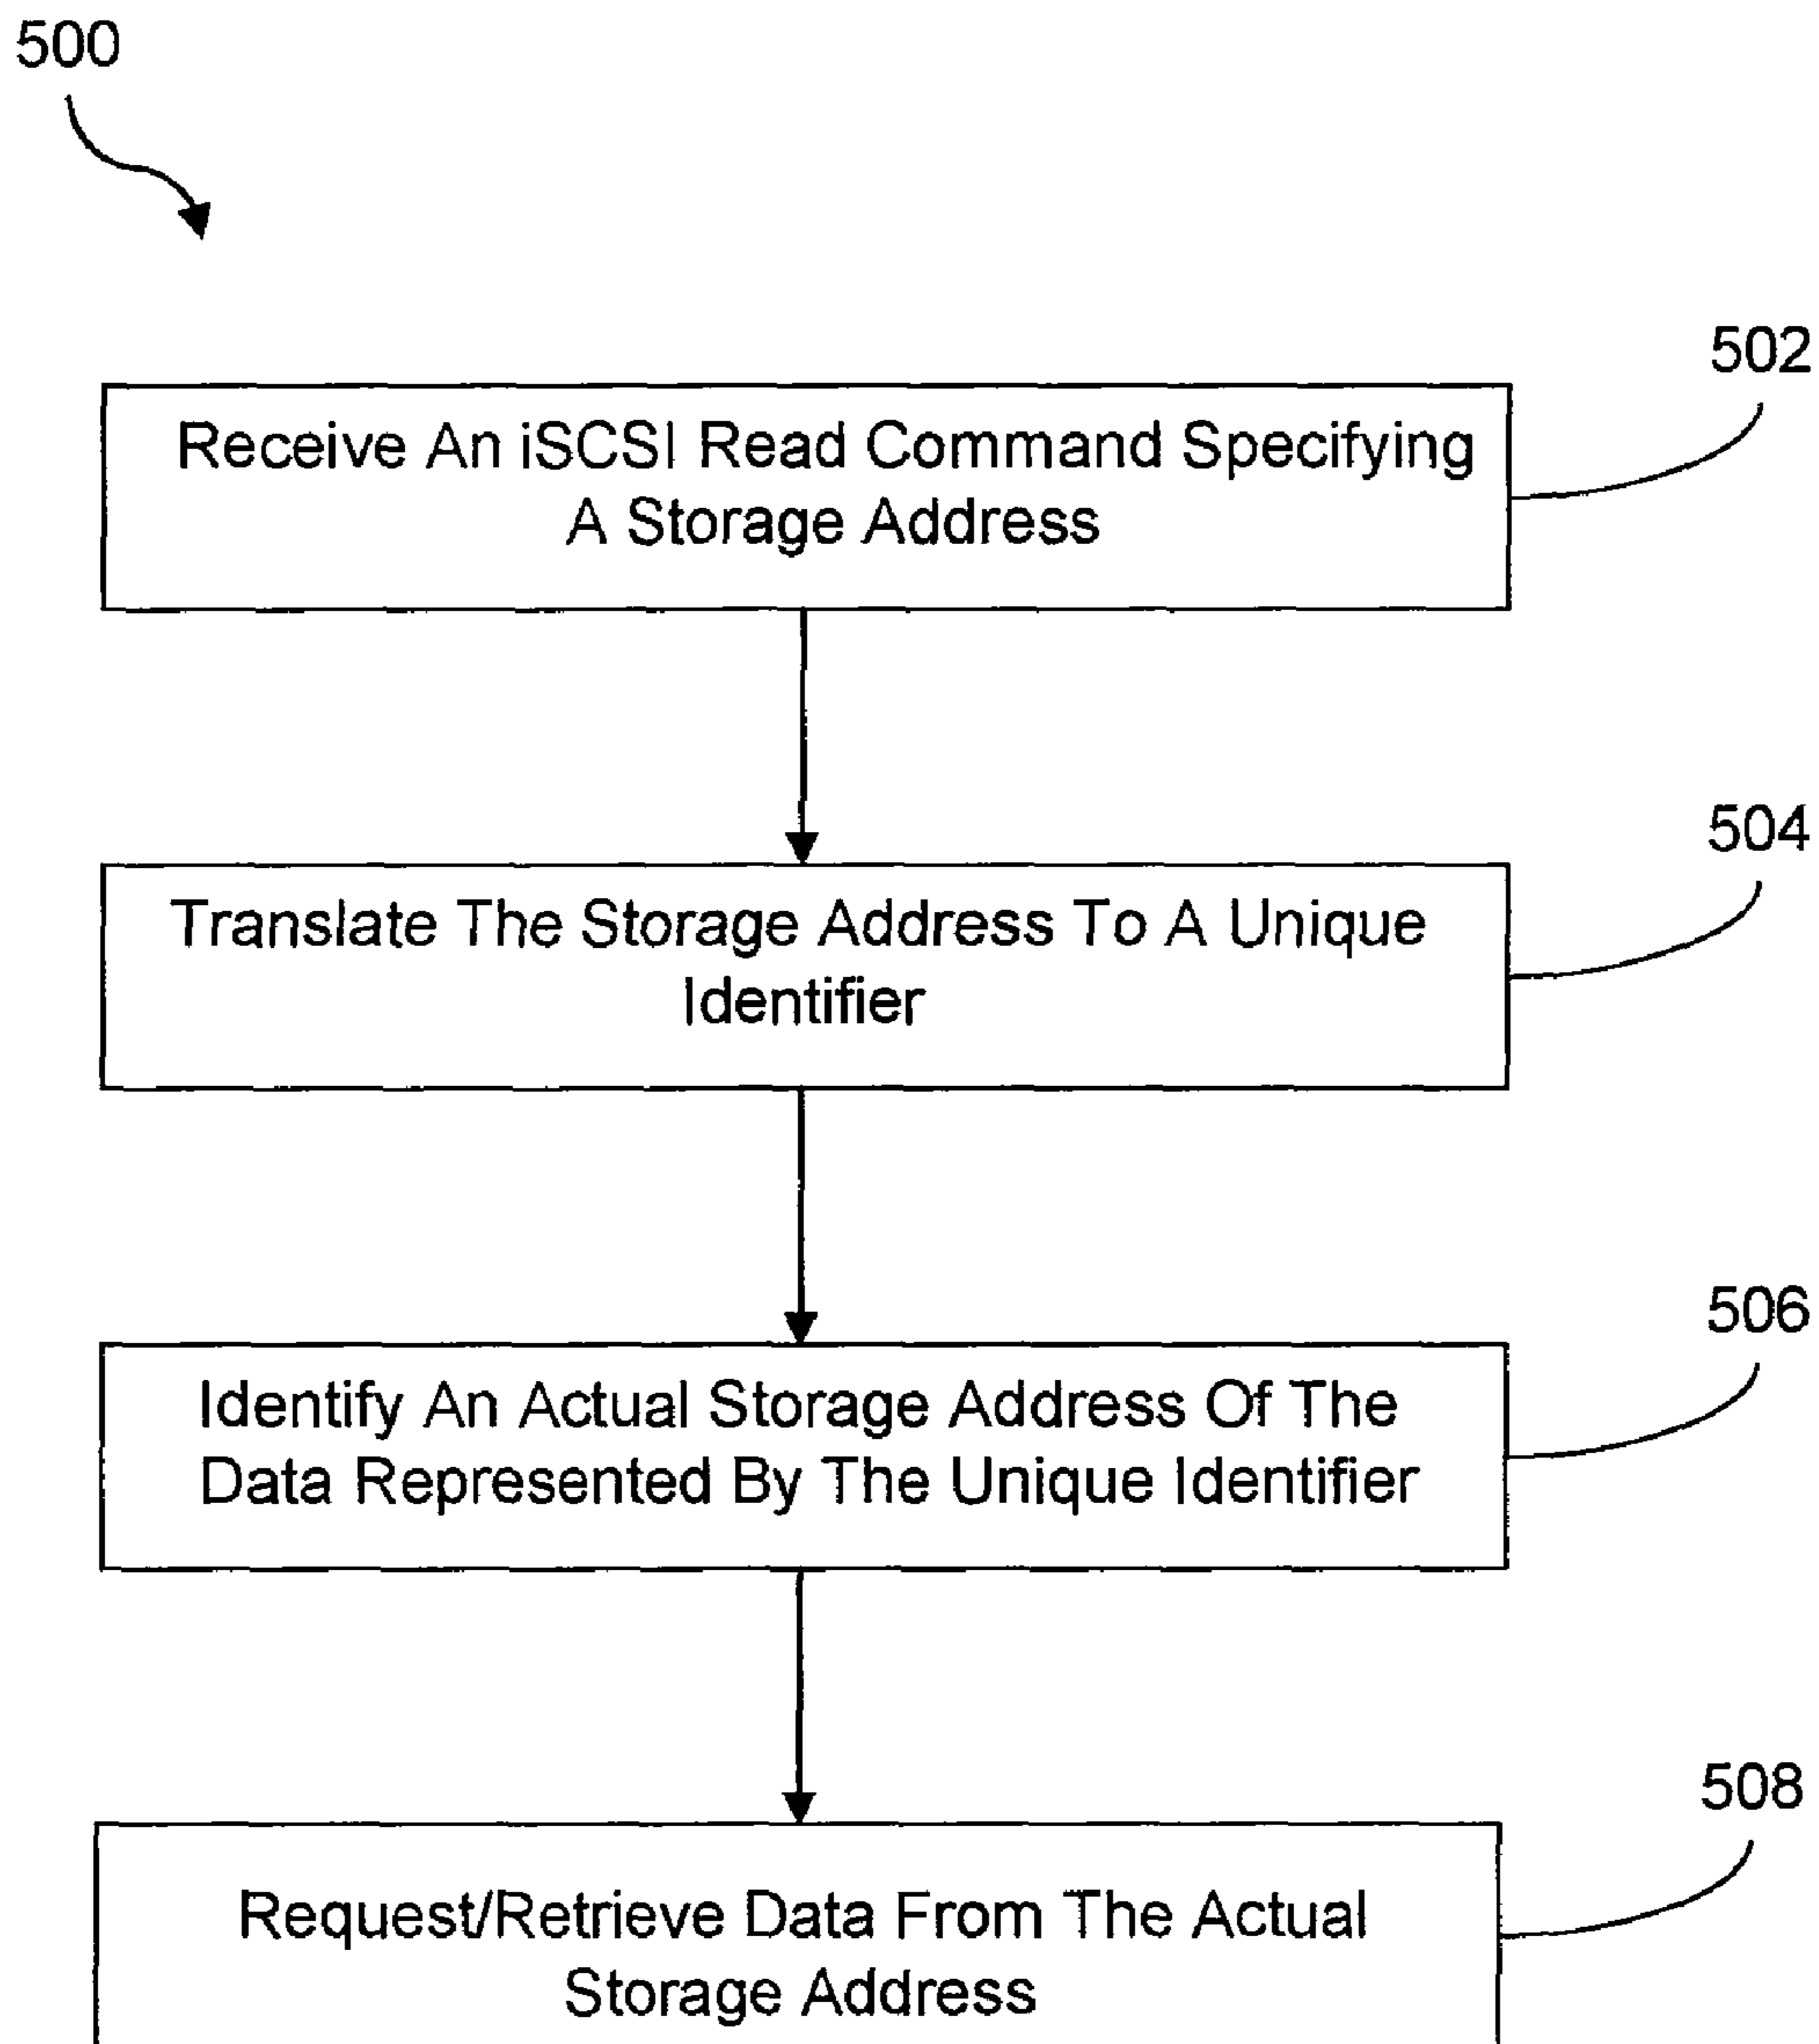 500
502
Receive An iSCSI Read Command Specifying
A Storage Address
504
Translate The Storage Address To A Unique
Identifier
506
Identify An Actual Storage Address Of The
Data Represented By The Unique Identifier
508
Request/Retrieve Data From The Actual
Storage Address